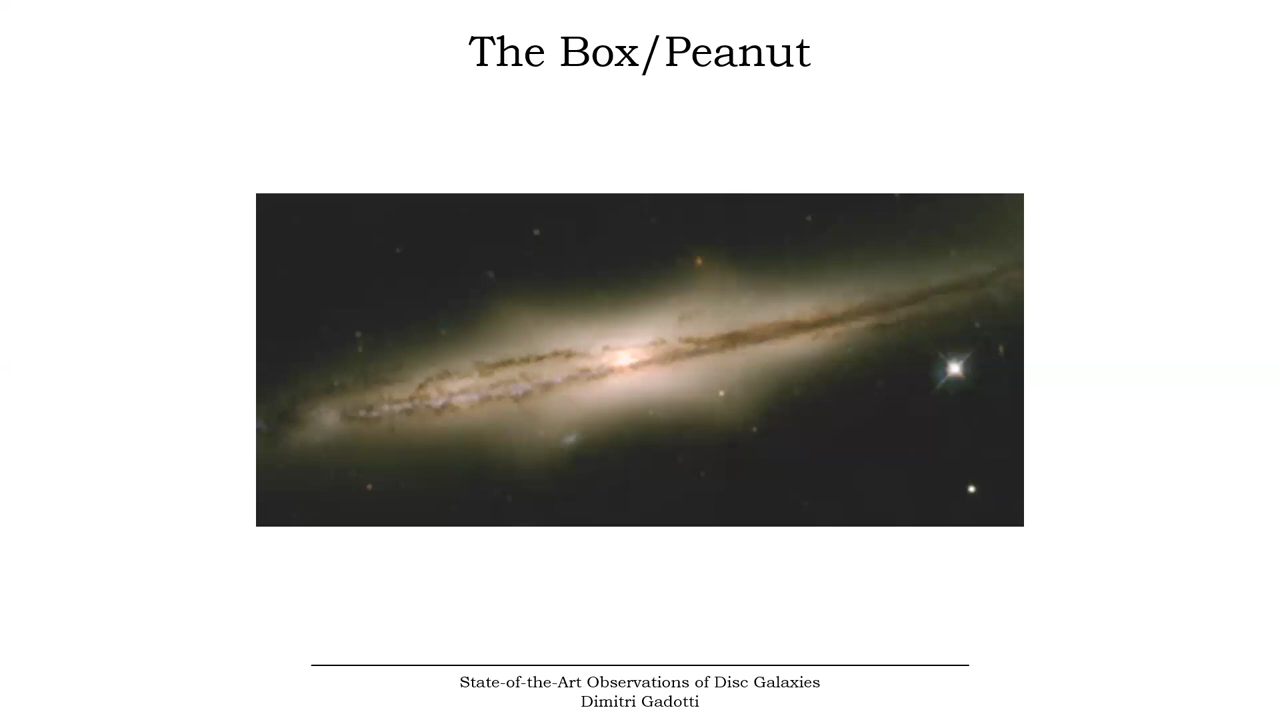 The Box/Peanut
State-of-the-Art Observations of Disc Galaxies
Dimitri Gadotti